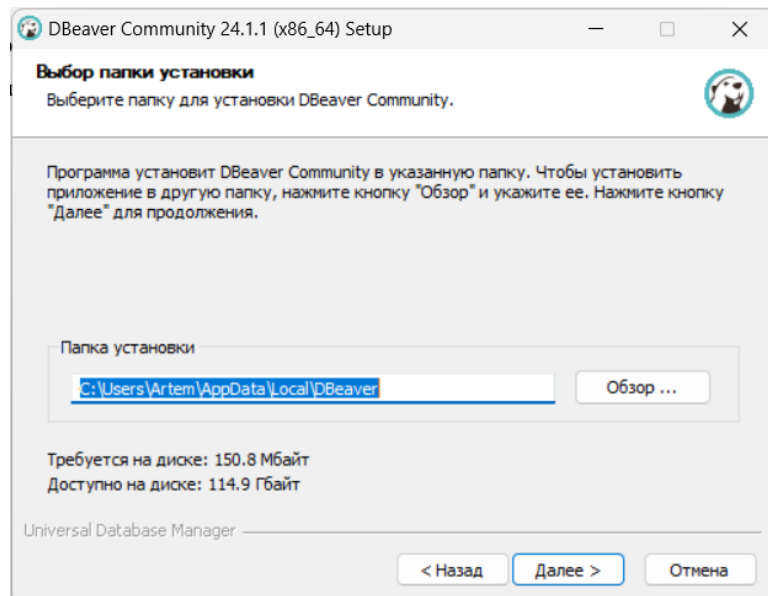 DBeaver Community 24.1.1 (x86_64) Setup
Выбор папки установки
Выберите папку для установки DBeaver Community.
Программа установит DBeaver Community в указанную папку. Чтобы установить
приложение в другую папку, нажмите кнопку "Обзор" и укажите ее. Нажмите кнопку
"Далее" для продолжения.
Папка установки
C:\Users\Artem\AppData\Local\DBeaver
Обзор ...
Требуется на диске: 150.8 Мбайт
Доступно на диске: 114.9 Гбайт
Universal Database Manager
< Назад
Далее >
Отмена